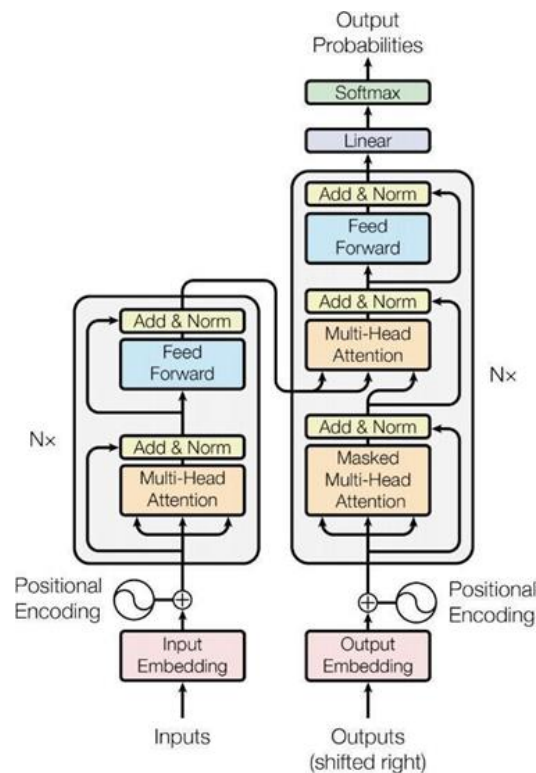 Output
Probabilities
Softmax
Linear
Add & Norm
Feed
Forward
Add & Norm
Multi-Head
Attention
Nx
Add & Norm
Masked
Multi-Head
Attention
Positional
Encoding
Output
Embedding
Outputs
(shifted right)
Add & Norm
Feed
Forward
Nx
Add & Norm
Multi-Head
Attention
Positional
Encoding
Input
Embedding
Inputs